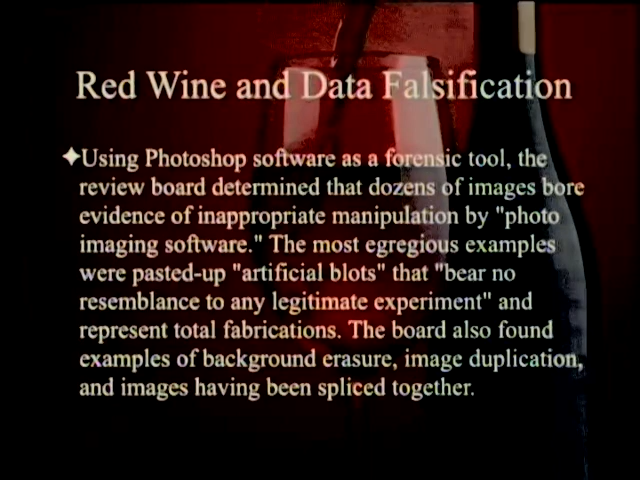 Red Wine and Data Falsification
✦Using Photoshop software as a forensic tool, the
review board determined that dozens of images bore
evidence of inappropriate manipulation by "photo
imaging software." The most egregious examples
were pasted-up "artificial blots" that "bear no
resemblance to any legitimate experiment" and
represent total fabrications. The board also found
examples of background erasure, image duplication,
and images having been spliced together.